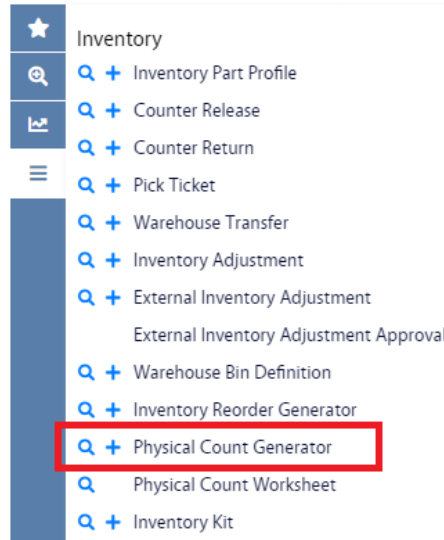 Inventory
Inventory Part Profile
Counter Release
Counter Return
Pick Ticket
Warehouse Transfer
Inventory Adjustment
External Inventory Adjustment
External Inventory Adjustment Approval
Warehouse Bin Definition
Inventory Reorder Generator
Physical Count Generator
Physical Count Worksheet
Inventory Kit